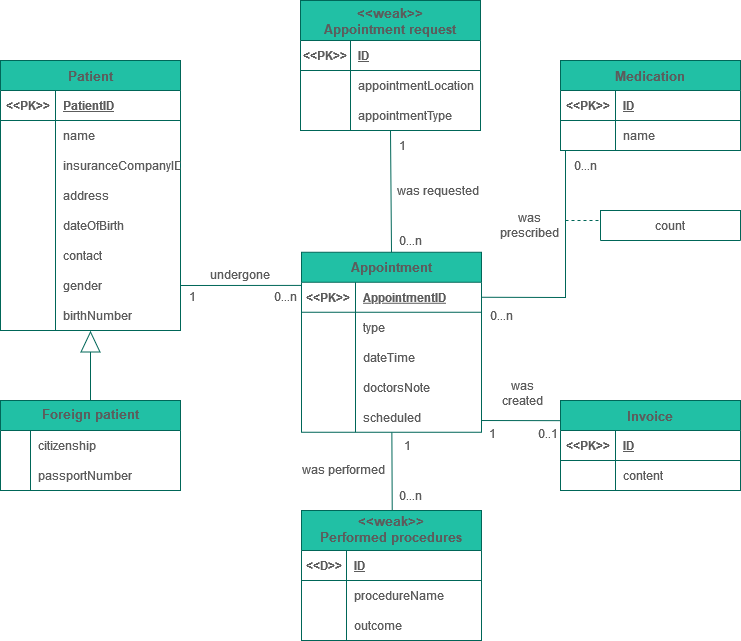 <<weak>>
Appointment request
<<PK>> ID
appointmentLocation
appointmentType
Patient
<<PK>> PatientID
name
insuranceCompanyID
address
dateOfBirth
contact
gender
birthNumber
Medication
<<PK>> ID
name
1
was requested
0...n
0...n
was
prescribed
count
0...n
undergone
1
0...n
Appointment
<<PK>> AppointmentID
type
dateTime
doctorsNote
scheduled
Foreign patient
citizenship
passportNumber
was
created
1
0..1
Invoice
<<PK>> ID
content
1
was performed
0...n
<<weak>>
Performed procedures
<<D>> ID
procedureName
outcome